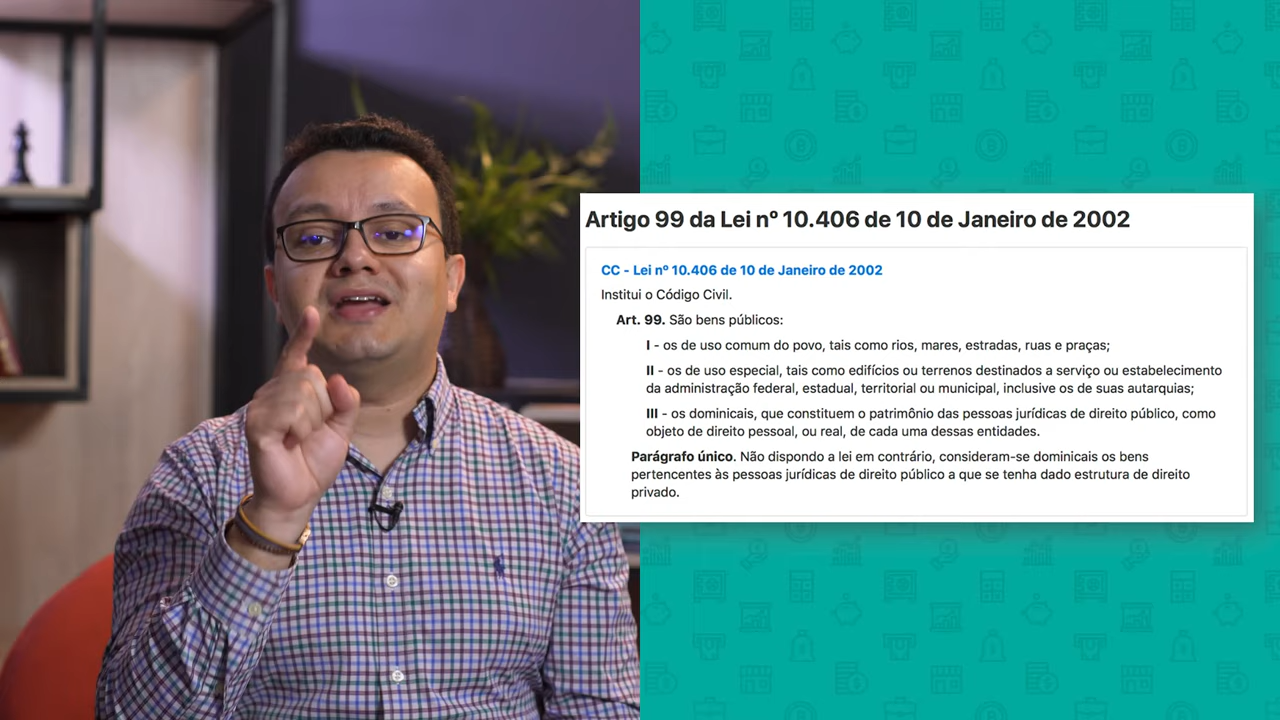 Artigo 99 da Lei nº 10.406 de 10 de Janeiro de 2002
CC - Lei nº 10.406 de 10 de Janeiro de 2002
Institui o Código Civil.
Art. 99. São bens públicos:
I - os de uso comum do povo, tais como rios, mares, estradas, ruas e praças;
II - os de uso especial, tais como edifícios ou terrenos destinados a serviço ou estabelecimento
da administração federal, estadual, territorial ou municipal, inclusive os de suas autarquias;
III - os dominicais, que constituem o patrimônio das pessoas jurídicas de direito público, como
objeto de direito pessoal, ou real, de cada uma dessas entidades.
Parágrafo único. Não dispondo a lei em contrário, consideram-se dominicais os bens
pertencentes às pessoas jurídicas de direito público a que se tenha dado estrutura de direito
privado.